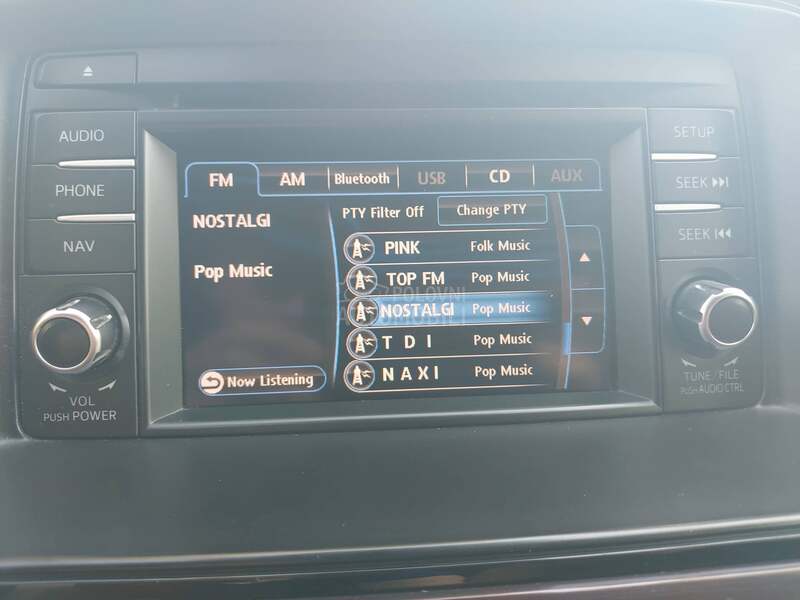 AUDIO
PHONE
NAV
VOL
PUSH POWER
FM AM Bluetooth USB CD AUX
NOSTALGI
Pop Music
Now Listening
PTY Filter Off Change PTY
PINK Folk Music
TOP FM Pop Music
NOSTALGI Pop Music
T D I Pop Music
N A X I Pop Music
POLOVNI
AUTOMOBILI
SETUP
SEEK
SEEK
TUNE / FILE
PUSH AUDIO CTRL